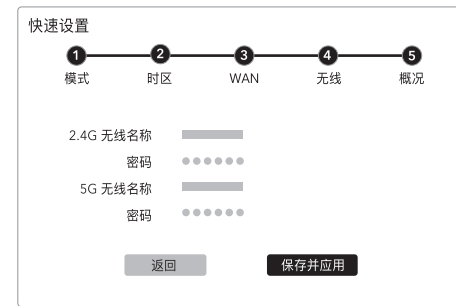 快速设置
1 2 3 4 5
模式 时区 WAN 无线 概况
2.4G 无线名称
密码
5G 无线名称
密码
返回 保存并应用